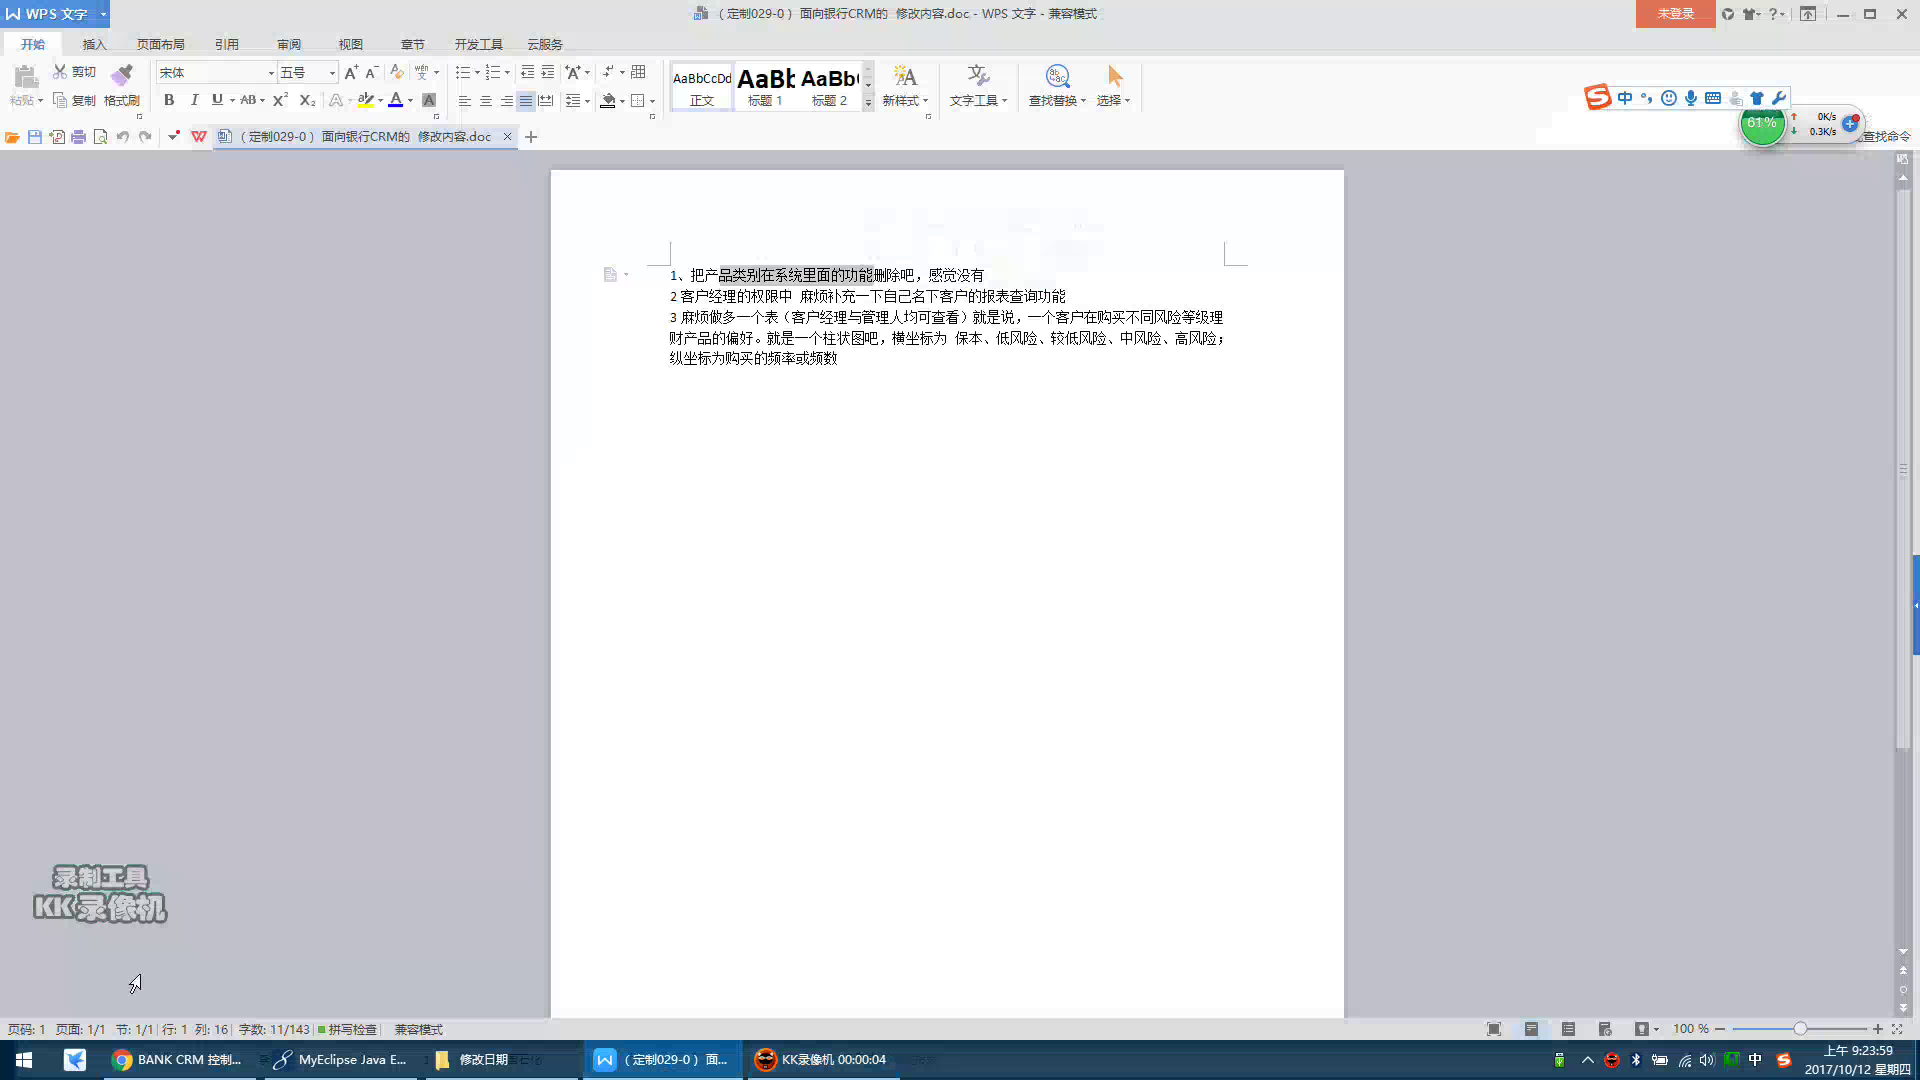 WPS 文字
（定制029-0） 面向银行CRM的  修改内容.doc - WPS 文字 - 兼容模式
未登录
开始 插入 页面布局 引用 审阅 视图 章节 开发工具 云服务
粘贴 剪切 复制 格式刷
宋体 五号
AaBbCcDd 正文
AaBb 标题 1
AaBb 标题 2
新样式 文字工具 查找替换 选择
中
61% 0K/s
0.3K/s
（定制029-0） 面向银行CRM的  修改内容.doc
查找命令
1、把产品类别在系统里面的功能删除吧，感觉没有
2 客户经理的权限中  麻烦补充一下自己名下客户的报表查询功能
3 麻烦做多一个表（客户经理与管理人均可查看）就是说，一个客户在购买不同风险等级理
财产品的偏好。就是一个柱状图吧，横坐标为  保本、低风险、较低风险、中风险、高风险；
纵坐标为购买的频率或频数
录制工具
KK录像机
页码: 1 页面: 1/1 节: 1/1 行: 1 列: 16 字数: 11/143 拼写检查 兼容模式
100 %
BANK CRM 控制...
MyEclipse Java E...
修改日期
（定制029-0） 面...
KK录像机 00:00:04
中
上午 9:23:59
2017/10/12 星期四